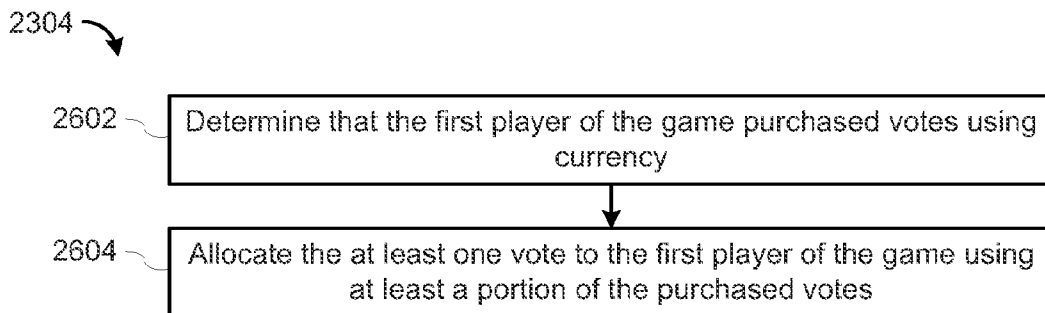 2304
2602
Determine that the first player of the game purchased votes using
currency
2604
Allocate the at least one vote to the first player of the game using
at least a portion of the purchased votes